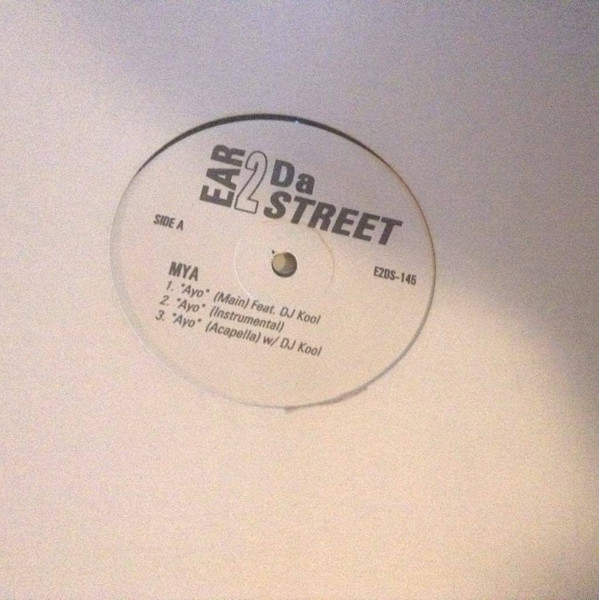 EAR 2 Da
STREET
SIDE A
E2DS-146
MYA
1. "Ayo" (Main) Feat. DJ Kool
2. "Ayo" (Instrumental)
3. "Ayo" (Acapella) w/ DJ Kool